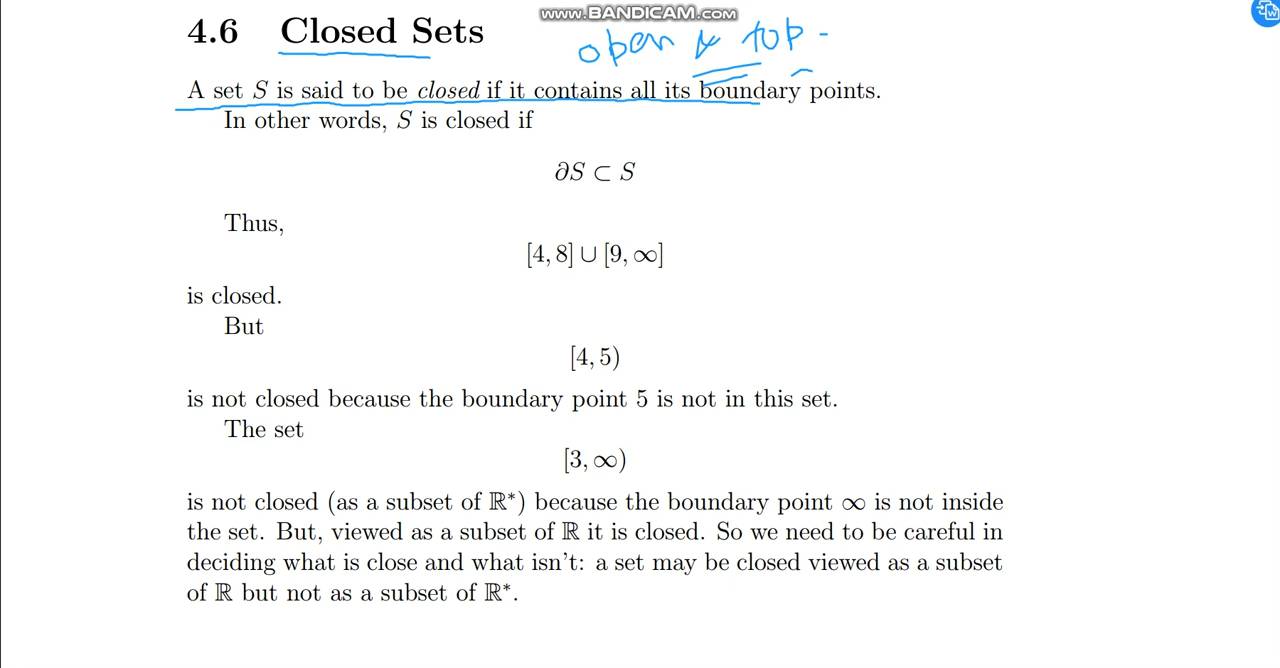 www.BANDICAM.com
4.6 Closed Sets
open & top -
A set S is said to be closed if it contains all its boundary points.
In other words, S is closed if
∂S ⊂ S
Thus,
[4, 8] ∪ [9, ∞]
is closed.
But
[4, 5)
is not closed because the boundary point 5 is not in this set.
The set
[3, ∞)
is not closed (as a subset of ℝ*) because the boundary point ∞ is not inside
the set. But, viewed as a subset of ℝ it is closed. So we need to be careful in
deciding what is close and what isn't: a set may be closed viewed as a subset
of ℝ but not as a subset of ℝ*.